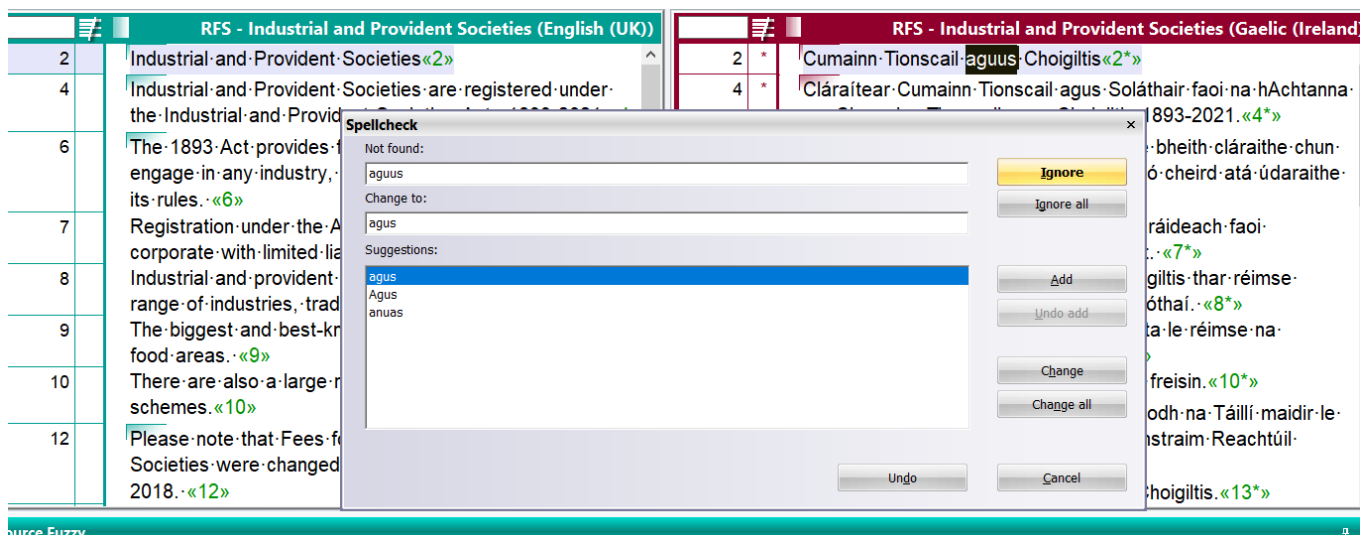 RFS - Industrial and Provident Societies (English (UK))
2 Industrial·and·Provident·Societies«2»
4 Industrial·and·Provident·Societies·are·registered·under·
the·Industrial·and·Provid
6 The·1893·Act·provides·f
engage·in·any·industry,·
its·rules.·«6»
7 Registration·under·the·A
corporate·with·limited·lia
8 Industrial·and·provident·
range·of·industries,·trad
9 The·biggest·and·best-kn
food·areas.·«9»
10 There·are·also·a·large·
schemes.«10»
12 Please·note·that·Fees·fo
Societies·were·changed
2018.·«12»
RFS - Industrial and Provident Societies (Gaelic (Ireland)
2 * Cumainn·Tionscail·aguus·Choigiltis«2*»
4 * Cláraítear·Cumainn·Tionscail·agus·Soláthair·faoi·na·hAchtanna·
1893-2021.«4*»
bheith·cláraithe·chun·
ó·cheird·atá·údaraithe·
ráideach·faoi·
.·«7*»
giltis·thar·réimse·
óthaí.·«8*»
ta·le·réimse·na·
freisin.«10*»
odh·na·Táillí·maidir·le·
nstraim·Reachtúil·
Choigiltis.«13*»
Spellcheck ×
Not found:
aguus
Ignore
Change to:
Ignore all
agus
Suggestions:
agus
Agus
anuas
Add
Undo add
Change
Change all
Undo
Cancel
ource Fuzzy